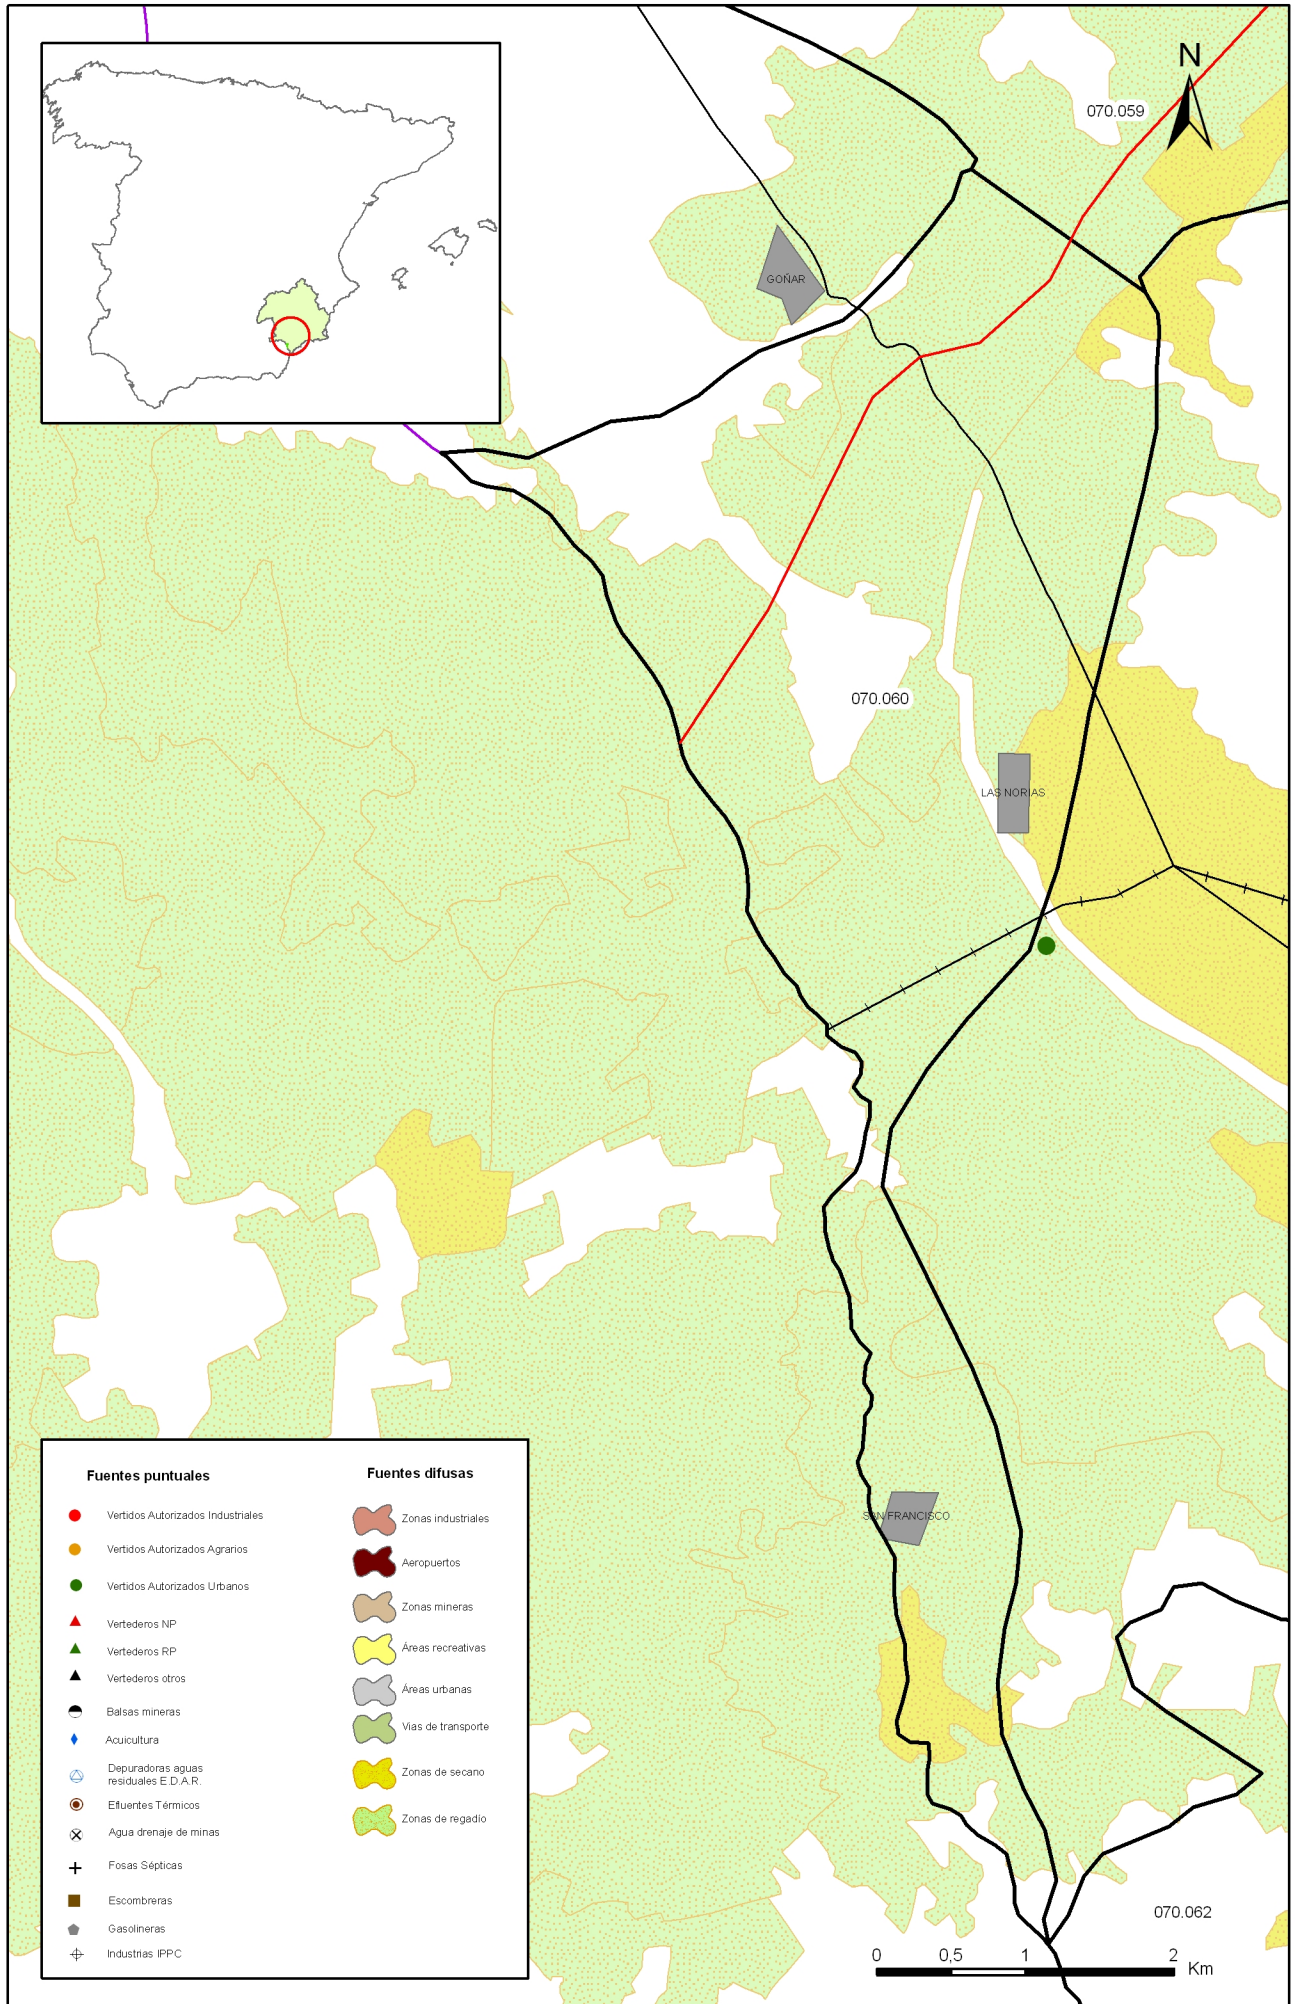 N
070.059
GOÑAR
070.060
LAS NORIAS
SAN FRANCISCO
Fuentes puntuales
Vertidos Autorizados Industriales
Vertidos Autorizados Agrarios
Vertidos Autorizados Urbanos
Vertederos NP
Vertederos RP
Vertederos otros
Balsas mineras
Acuicultura
Depuradoras aguas
residuales E.D.A.R.
Efluentes Térmicos
Agua drenaje de minas
Fosas Sépticas
Escombreras
Gasolineras
Industrias IPPC
Fuentes difusas
Zonas industriales
Aeropuertos
Zonas mineras
Áreas recreativas
Áreas urbanas
Vias de transporte
Zonas de secano
Zonas de regadío
070.062
0 0,5 1 2
Km